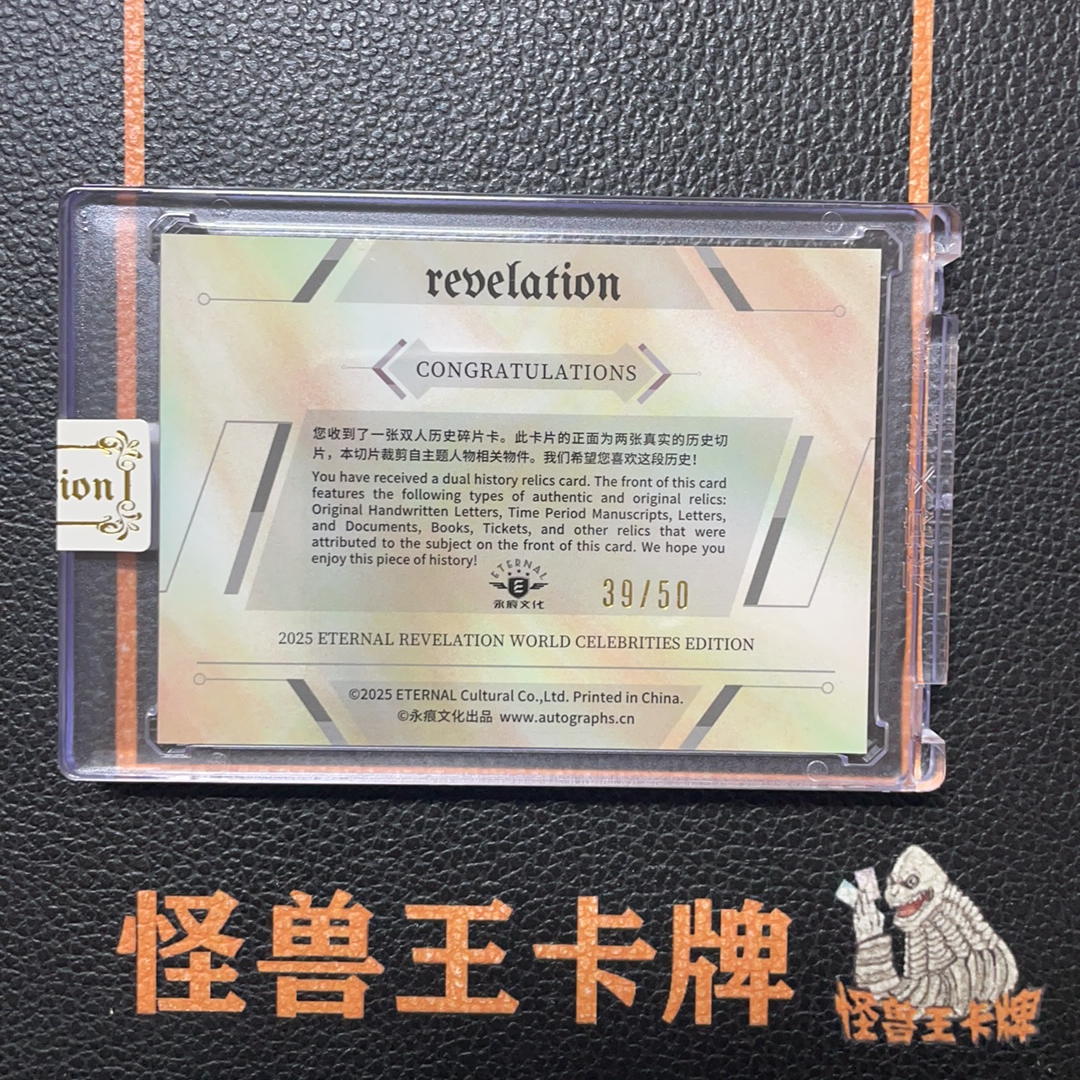 revelation
CONGRATULATIONS
您收到了一张双人历史碎片卡。此卡片的正面为两张真实的历史切
片，本切片裁剪自主题人物相关物件。我们希望您喜欢这段历史！
You have received a dual history relics card. The front of this card
features the following types of authentic and original relics:
Original Handwritten Letters, Time Period Manuscripts, Letters,
and Documents, Books, Tickets, and other relics that were
attributed to the subject on the front of this card. We hope you
enjoy this piece of history!
ETERNAL
永痕文化
39/50
ion
2025 ETERNAL REVELATION WORLD CELEBRITIES EDITION
©2025 ETERNAL Cultural Co.,Ltd. Printed in China.
©永痕文化出品 www.autographs.cn
怪兽王卡牌
怪兽王卡牌